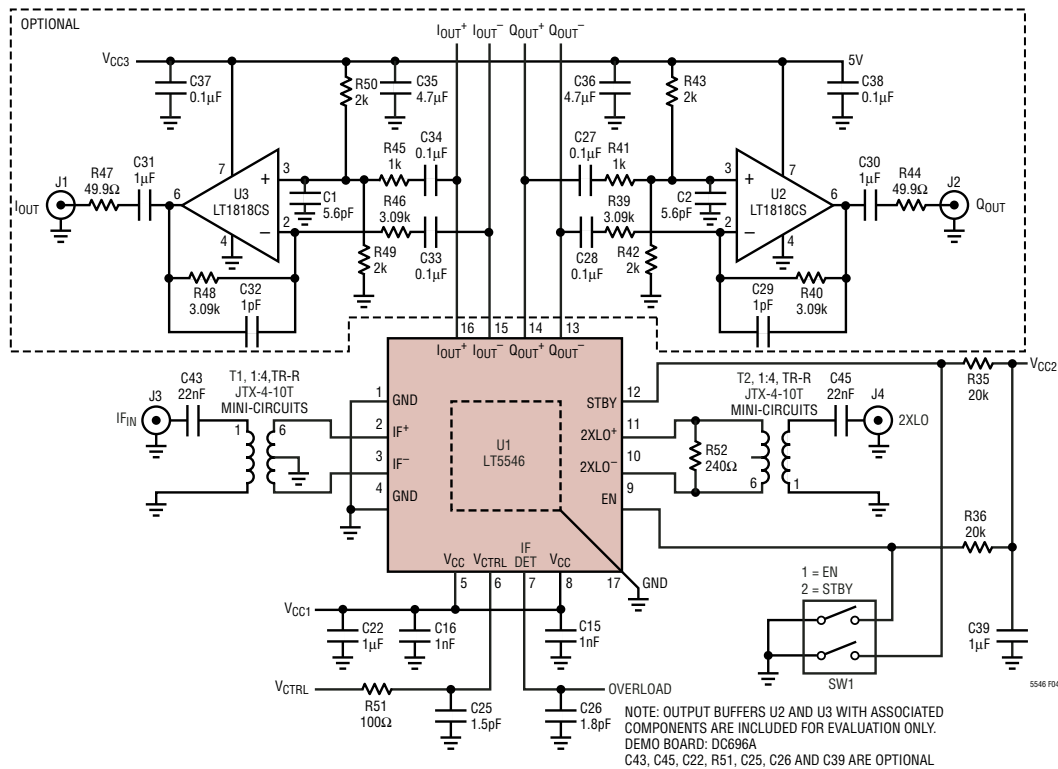 OPTIONAL
IOUT+ IOUT− QOUT+ QOUT−
VCC3
5V
C37
0.1µF
R50
2k
C35
4.7µF
C36
4.7µF
R43
2k
C38
0.1µF
J1
IOUT
R47
49.9Ω
C31
1µF
6
7
3
+
U3
LT1818CS
2
−
4
C1
5.6pF
R45
1k
C34
0.1µF
R46
3.09k
C33
0.1µF
R49
2k
R48
3.09k
C32
1pF
C27
0.1µF
R41
1k
R39
3.09k
C28
0.1µF
R42
2k
C2
5.6pF
3
+
7
U2
LT1818CS
6
2
−
4
C30
1µF
R44
49.9Ω
J2
QOUT
C29
1pF
R40
3.09k
16 15 14 13
IOUT+ IOUT− QOUT+ QOUT−
J3
IFIN
C43
22nF
T1, 1:4, TR-R
JTX-4-10T
MINI-CIRCUITS
1
6
1
GND
2
IF+
3
IF−
4
GND
U1
LT5546
STBY
12
2XLO+
11
2XLO−
10
EN
9
R52
240Ω
T2, 1:4, TR-R
JTX-4-10T
MINI-CIRCUITS
6
1
C45
22nF
J4
2XLO
R35
20k
VCC2
R36
20k
VCC VCTRL IF DET VCC
5 6 7 8 17
GND
VCC1
C22
1µF
C16
1nF
C15
1nF
VCTRL
R51
100Ω
C25
1.5pF
C26
1.8pF
OVERLOAD
1 = EN
2 = STBY
SW1
C39
1µF
5546 F04
NOTE: OUTPUT BUFFERS U2 AND U3 WITH ASSOCIATED
COMPONENTS ARE INCLUDED FOR EVALUATION ONLY.
DEMO BOARD: DC696A
C43, C45, C22, R51, C25, C26 AND C39 ARE OPTIONAL